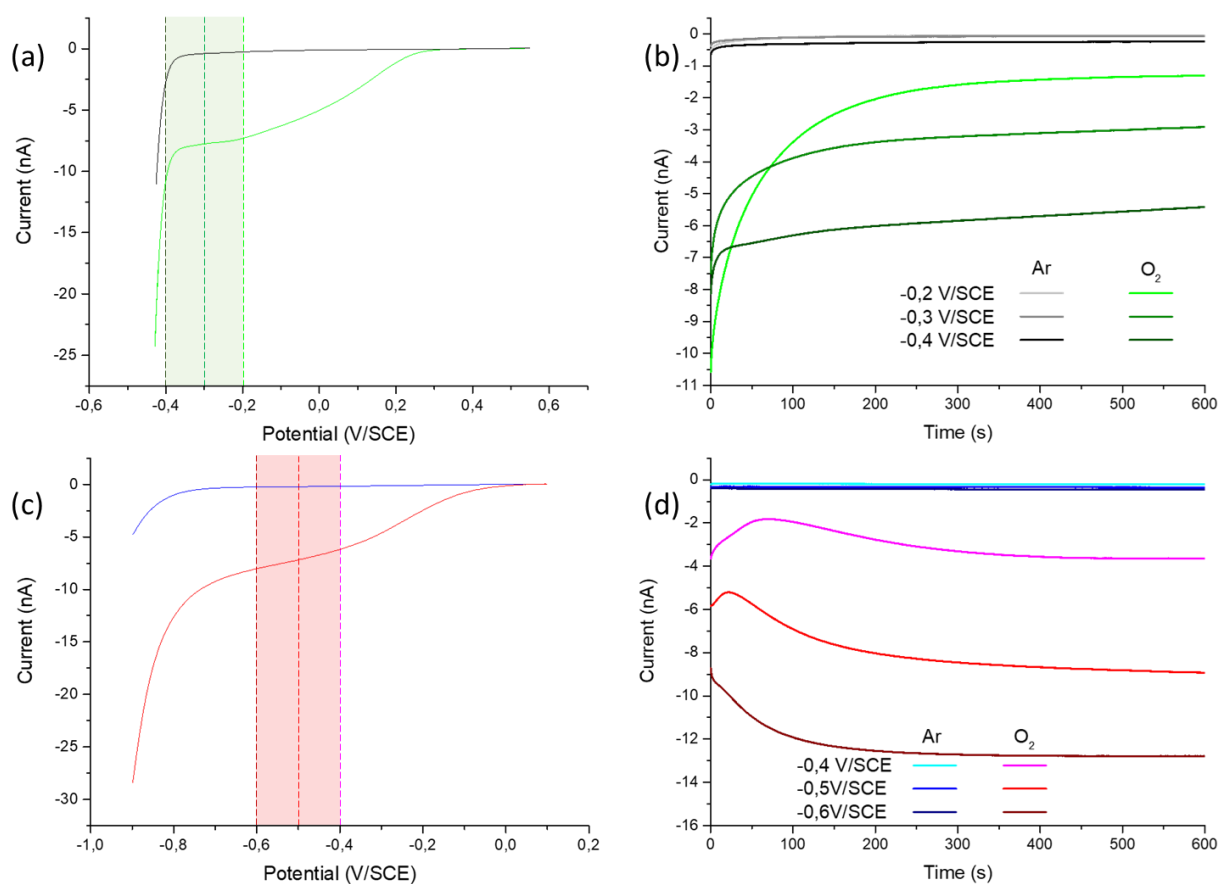 (a)
0
-5
-10
-15
-20
-25
Current (nA)
-0,6 -0,4 -0,2 0,0 0,2 0,4 0,6
Potential (V/SCE)
(b)
0
-1
-2
-3
-4
-5
-6
-7
-8
-9
-10
-11
Current (nA)
Ar O2
-0,2 V/SCE
-0,3 V/SCE
-0,4 V/SCE
0 100 200 300 400 500 600
Time (s)
(c)
0
-5
-10
-15
-20
-25
-30
Current (nA)
-1,0 -0,8 -0,6 -0,4 -0,2 0,0 0,2
Potential (V/SCE)
(d)
0
-2
-4
-6
-8
-10
-12
-14
-16
Current (nA)
Ar O2
-0,4 V/SCE
-0,5V/SCE
-0,6V/SCE
0 100 200 300 400 500 600
Time (s)